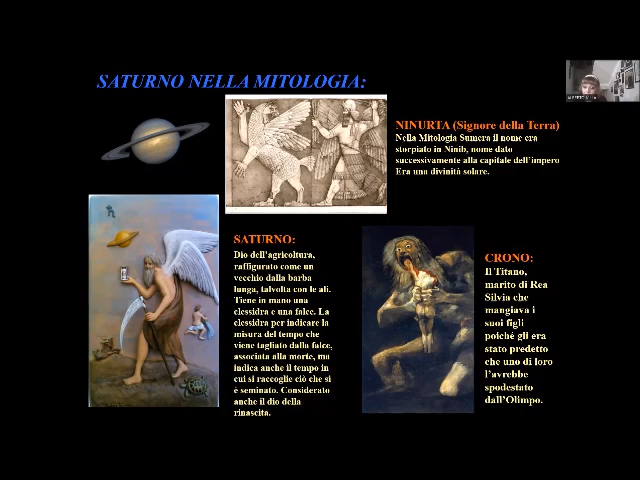 SATURNO NELLA MITOLOGIA:
NINURTA (Signore della Terra)
Nella Mitologia Sumera il nome era
storpiato in Ninib, nome dato
successivamente alla capitale dell'impero
Era una divinità solare.
SATURNO:
Dio dell'agricoltura,
raffigurato come un
vecchio dalla barba
lunga, talvolta con le ali.
Tiene in mano una
clessidra e una falce. La
clessidra per indicare la
misura del tempo che
viene tagliato dalla falce,
associata alla morte, ma
indica anche il tempo in
cui si raccoglie ciò che si
è seminato. Considerato
anche il dio della
rinascita.
CRONO:
Il Titano,
marito di Rea
Silvia che
mangiava i
suoi figli
poiché gli era
stato predetto
che uno di loro
l'avrebbe
spodestato
dall'Olimpo.